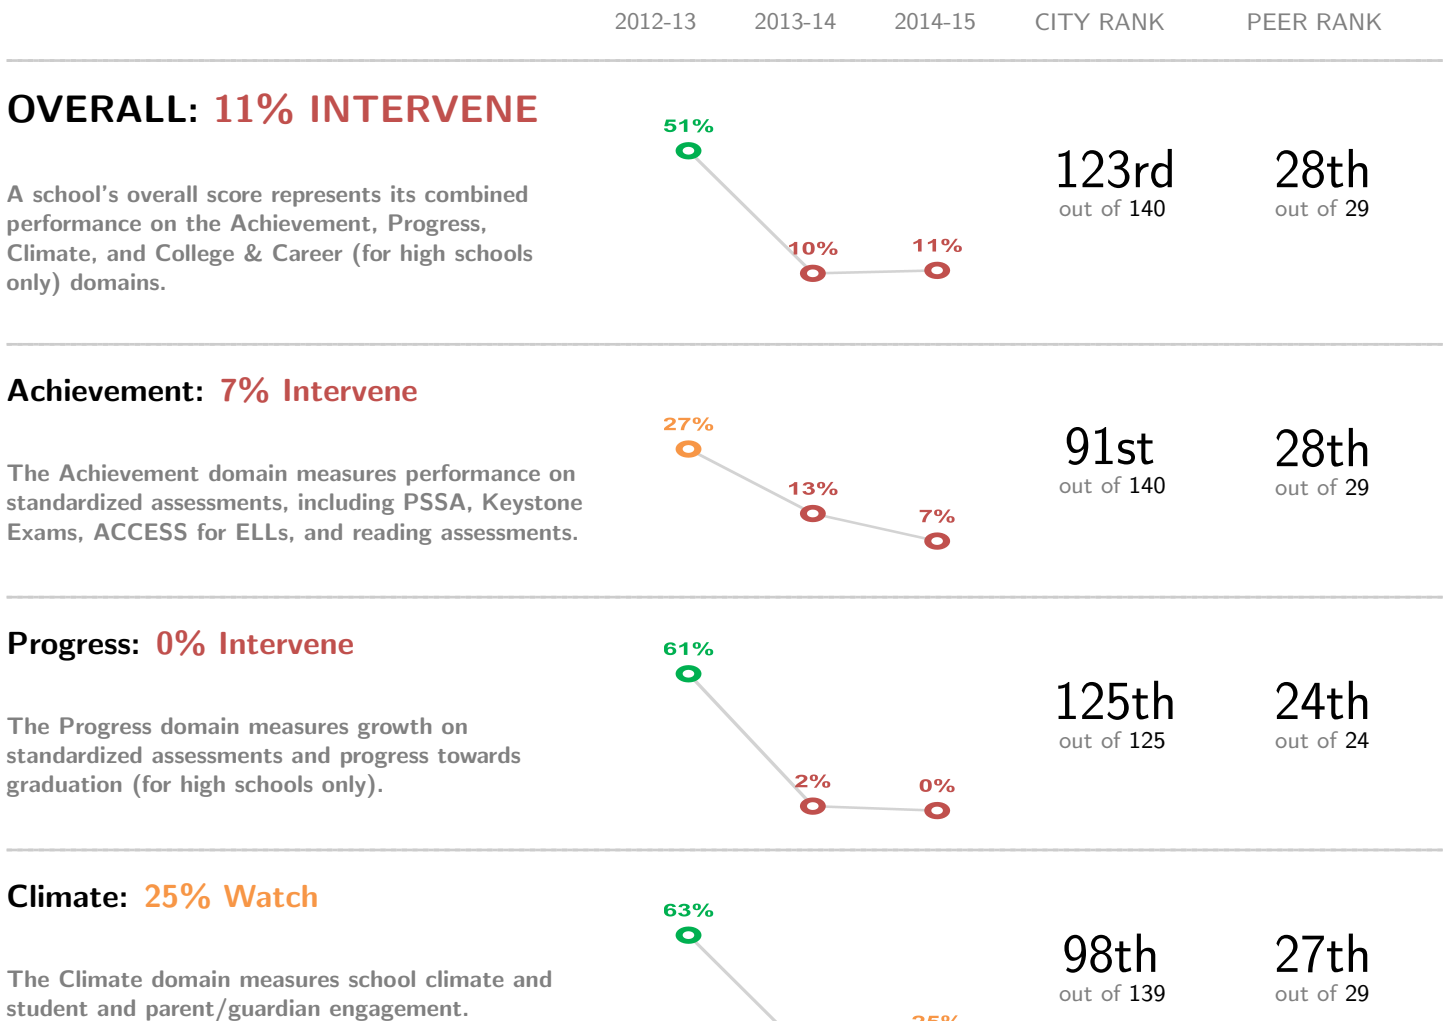 2012-13 2013-14 2014-15 CITY RANK PEER RANK
OVERALL: 11% INTERVENE
51%
10%
11%
123rd
out of 140
28th
out of 29
A school's overall score represents its combined
performance on the Achievement, Progress,
Climate, and College & Career (for high schools
only) domains.
Achievement: 7% Intervene
27%
13%
7%
91st
out of 140
28th
out of 29
The Achievement domain measures performance on
standardized assessments, including PSSA, Keystone
Exams, ACCESS for ELLs, and reading assessments.
Progress: 0% Intervene
61%
2%
0%
125th
out of 125
24th
out of 24
The Progress domain measures growth on
standardized assessments and progress towards
graduation (for high schools only).
Climate: 25% Watch
63%
25%
98th
out of 139
27th
out of 29
The Climate domain measures school climate and
student and parent/guardian engagement.